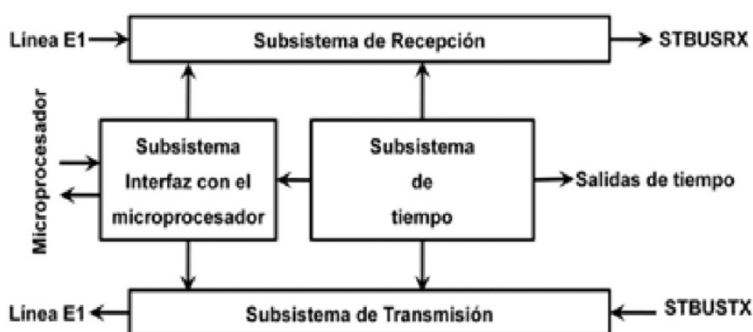 Línea E1
Subsistema de Recepción
STBUSRX
Microprocesador
Subsistema
Interfaz con el
microprocesador
Subsistema
de
tiempo
Salidas de tiempo
Línea E1
Subsistema de Transmisión
STBUSTX